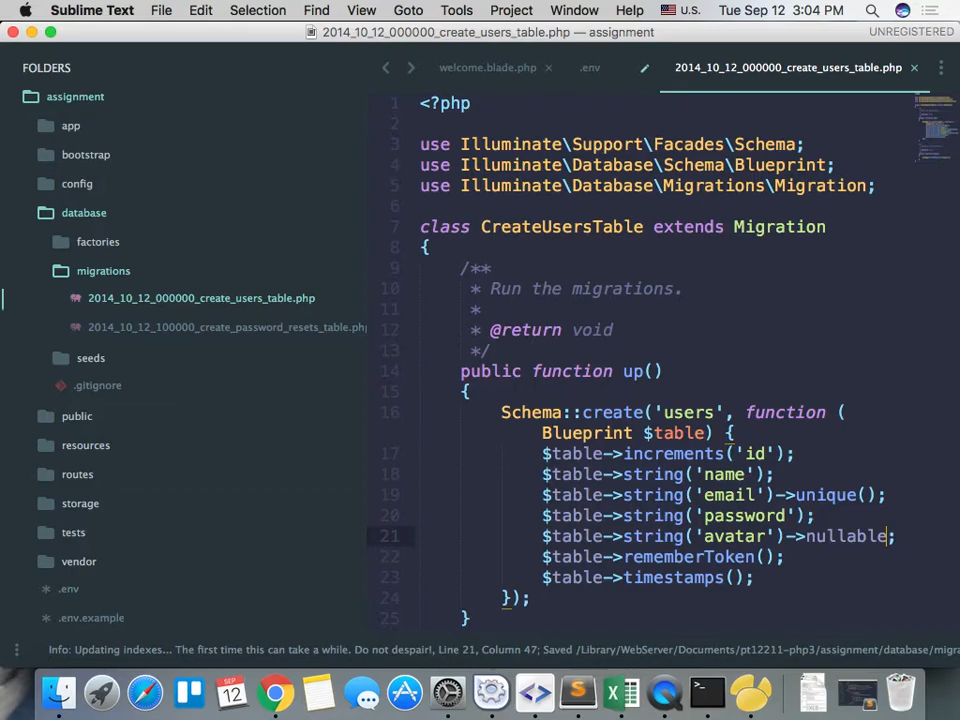 Sublime Text File Edit Selection Find View Goto Tools Project Window Help U.S. Tue Sep 12 3:04 PM
2014_10_12_000000_create_users_table.php — assignment UNREGISTERED
FOLDERS
assignment
app
bootstrap
config
database
factories
migrations
2014_10_12_000000_create_users_table.php
2014_10_12_100000_create_password_resets_table.php
seeds
.gitignore
public
resources
routes
storage
tests
vendor
.env
.env.example
welcome.blade.php × .env 2014_10_12_000000_create_users_table.php ×
1 <?php
2
3 use Illuminate\Support\Facades\Schema;
4 use Illuminate\Database\Schema\Blueprint;
5 use Illuminate\Database\Migrations\Migration;
6
7 class CreateUsersTable extends Migration
8 {
9 /**
10 * Run the migrations.
11 *
12 * @return void
13 */
14 public function up()
15 {
16 Schema::create('users', function (
Blueprint $table) {
17 $table->increments('id');
18 $table->string('name');
19 $table->string('email')->unique();
20 $table->string('password');
21 $table->string('avatar')->nullable;
22 $table->rememberToken();
23 $table->timestamps();
24 });
25 }
Info: Updating indexes... The first time this can take a while. Do not despair!, Line 21, Column 47; Saved /Library/WebServer/Documents/pt12211-php3/assignment/database/migra
SEP
12